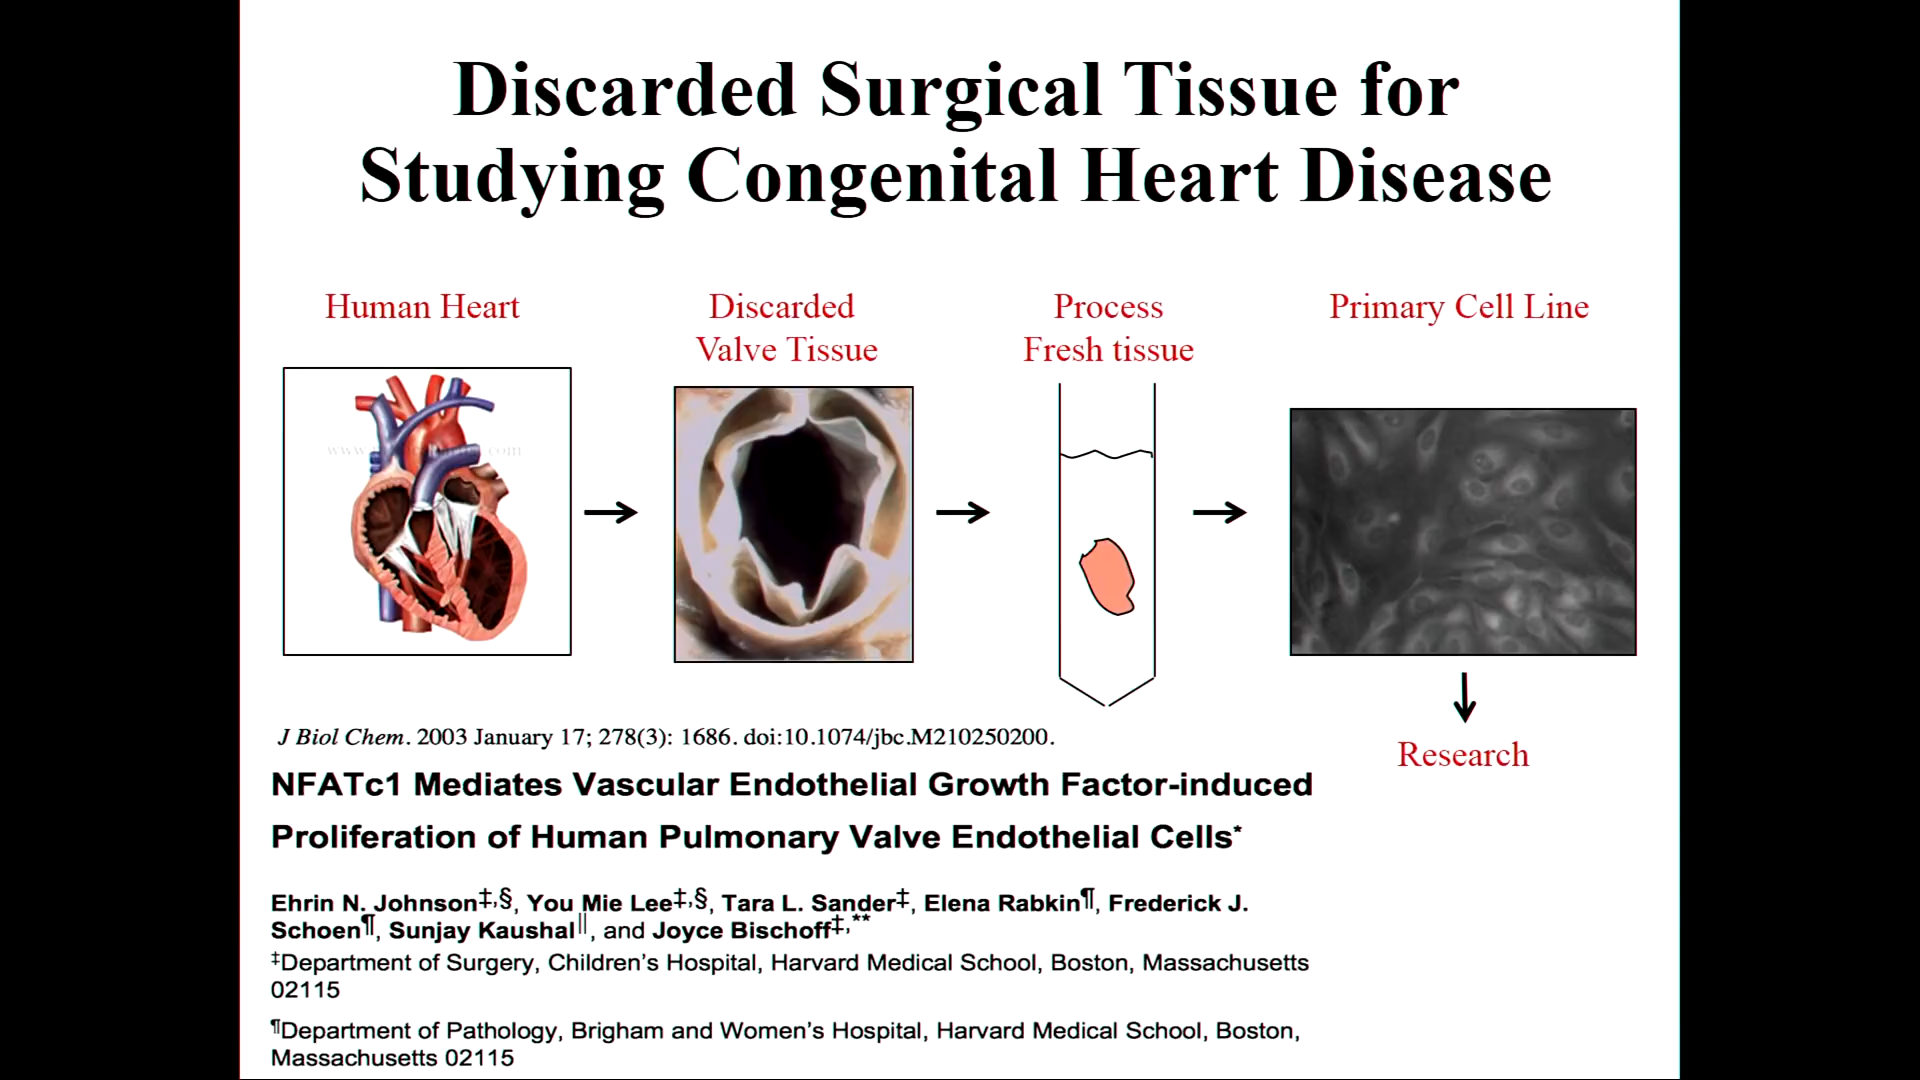 Discarded Surgical Tissue for
Studying Congenital Heart Disease
Human Heart
Discarded
Valve Tissue
Process
Fresh tissue
Primary Cell Line
Research
J Biol Chem. 2003 January 17; 278(3): 1686. doi:10.1074/jbc.M210250200.
NFATc1 Mediates Vascular Endothelial Growth Factor-induced
Proliferation of Human Pulmonary Valve Endothelial Cells*
Ehrin N. Johnson‡,§, You Mie Lee‡,§, Tara L. Sander‡, Elena Rabkin¶, Frederick J.
Schoen¶, Sunjay Kaushal||, and Joyce Bischoff‡,**
‡Department of Surgery, Children’s Hospital, Harvard Medical School, Boston, Massachusetts
02115
¶Department of Pathology, Brigham and Women’s Hospital, Harvard Medical School, Boston,
Massachusetts 02115